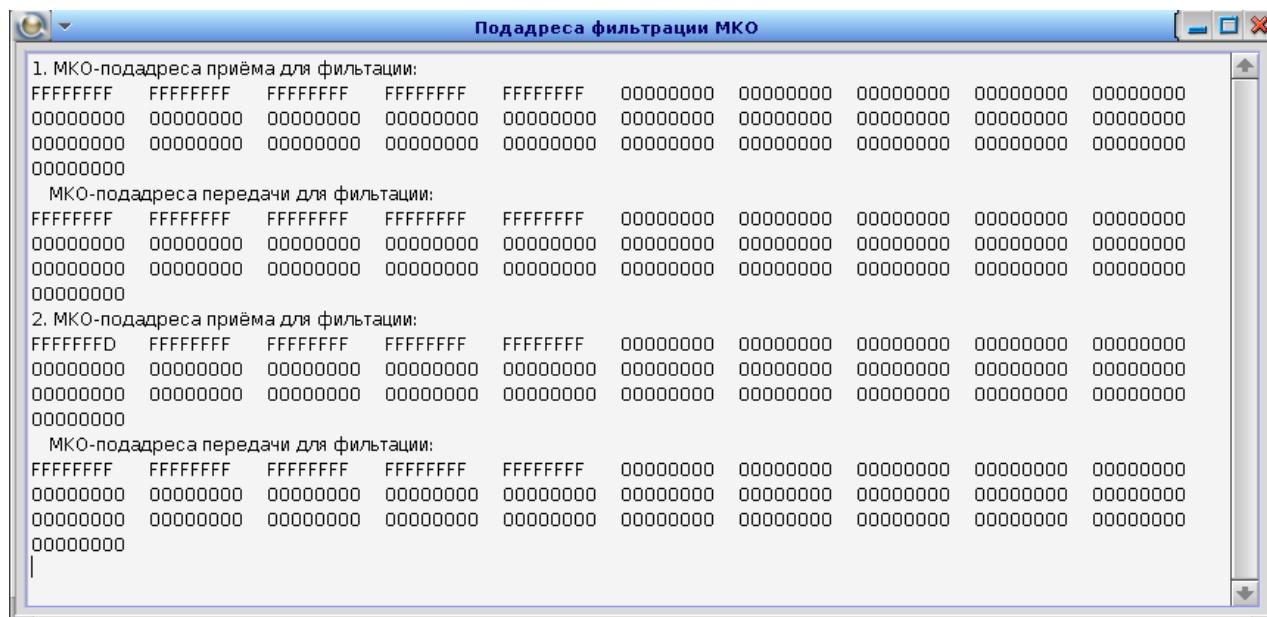 Подадреса фильтрации МКО
1. МКО-подадреса приёма для фильтации:
FFFFFFFF FFFFFFFF FFFFFFFF FFFFFFFF FFFFFFFF 00000000 00000000 00000000 00000000 00000000
00000000 00000000 00000000 00000000 00000000 00000000 00000000 00000000 00000000 00000000
00000000 00000000 00000000 00000000 00000000 00000000 00000000 00000000 00000000 00000000
00000000
МКО-подадреса передачи для фильтации:
FFFFFFFF FFFFFFFF FFFFFFFF FFFFFFFF FFFFFFFF 00000000 00000000 00000000 00000000 00000000
00000000 00000000 00000000 00000000 00000000 00000000 00000000 00000000 00000000 00000000
00000000 00000000 00000000 00000000 00000000 00000000 00000000 00000000 00000000 00000000
00000000
2. МКО-подадреса приёма для фильтации:
FFFFFFFD FFFFFFFF FFFFFFFF FFFFFFFF FFFFFFFF 00000000 00000000 00000000 00000000 00000000
00000000 00000000 00000000 00000000 00000000 00000000 00000000 00000000 00000000 00000000
00000000 00000000 00000000 00000000 00000000 00000000 00000000 00000000 00000000 00000000
00000000
МКО-подадреса передачи для фильтации:
FFFFFFFF FFFFFFFF FFFFFFFF FFFFFFFF FFFFFFFF 00000000 00000000 00000000 00000000 00000000
00000000 00000000 00000000 00000000 00000000 00000000 00000000 00000000 00000000 00000000
00000000 00000000 00000000 00000000 00000000 00000000 00000000 00000000 00000000 00000000
00000000